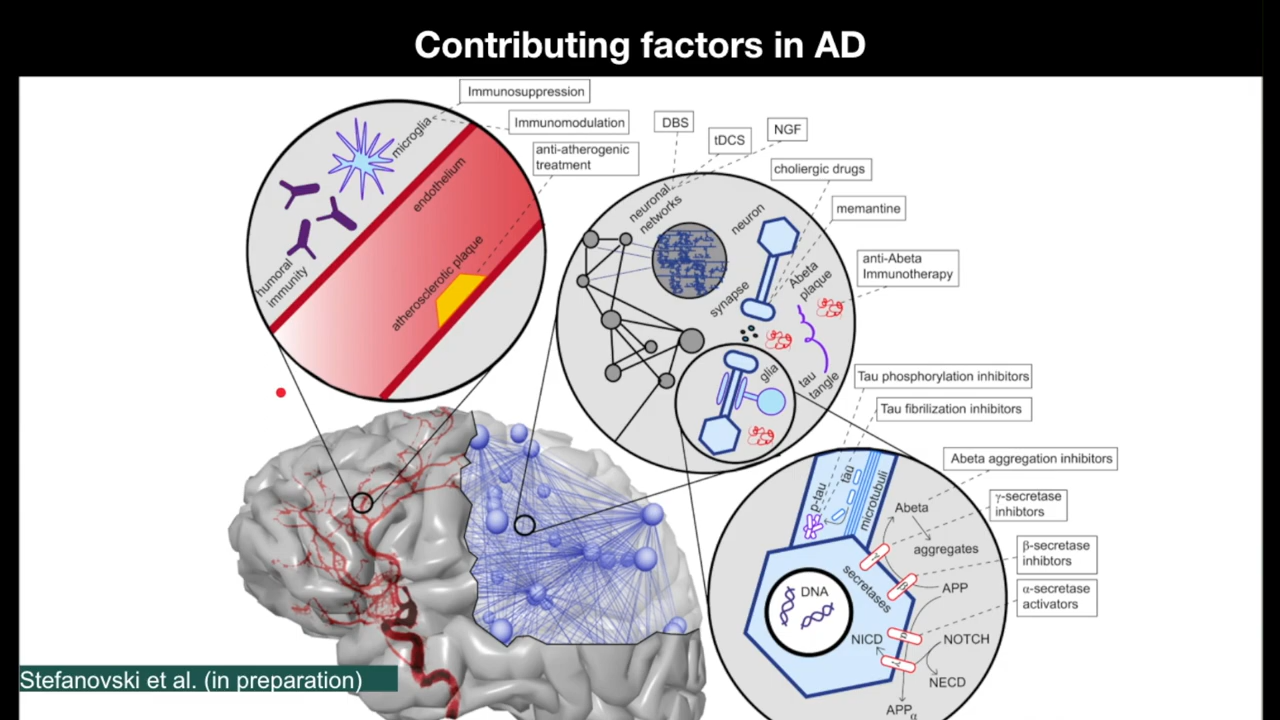 Contributing factors in AD
Immunosuppression
Immunomodulation
anti-atherogenic
treatment
microglia
endothelium
humoral
immunity
atherosclerotic plaque
DBS
tDCS
NGF
choliergic drugs
memantine
anti-Abeta
Immunotherapy
neuronal
networks
neuron
synapse
Abeta
plaque
glia
tau
tangle
Tau phosphorylation inhibitors
Tau fibrilization inhibitors
Abeta aggregation inhibitors
γ-secretase
inhibtors
β-secretase
inhibtors
α-secretase
activators
p-tau
tau
microtubuli
Abeta
aggregates
γ
secretases
β
APP
DNA
α
NICD
NOTCH
γ
NECD
APPα
Stefanovski et al. (in preparation)